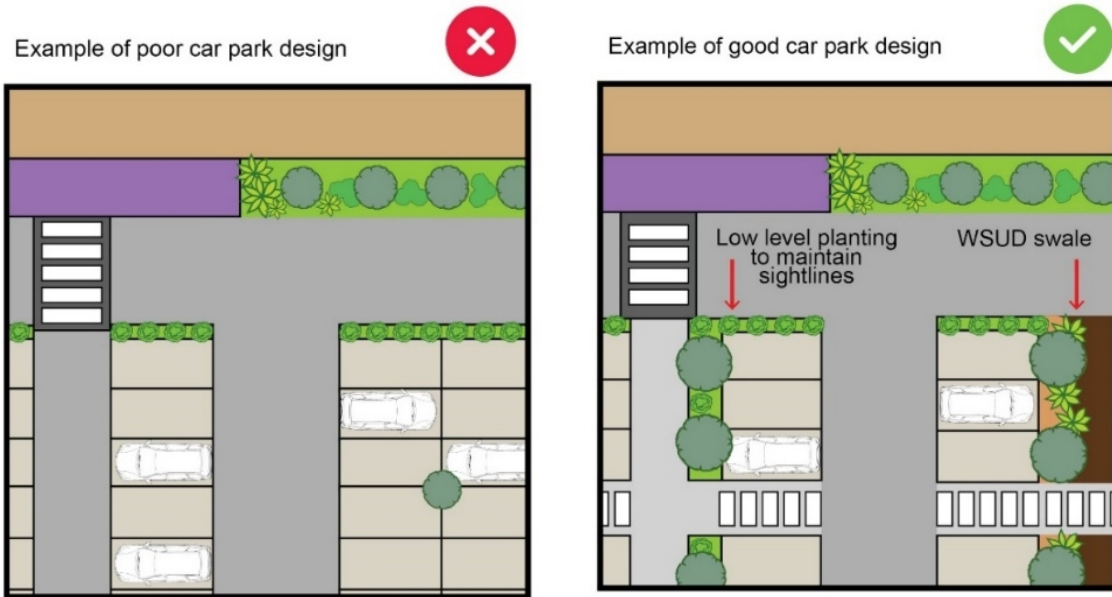 Example of poor car park design
Example of good car park design
Low level planting
to maintain
sightlines
WSUD swale